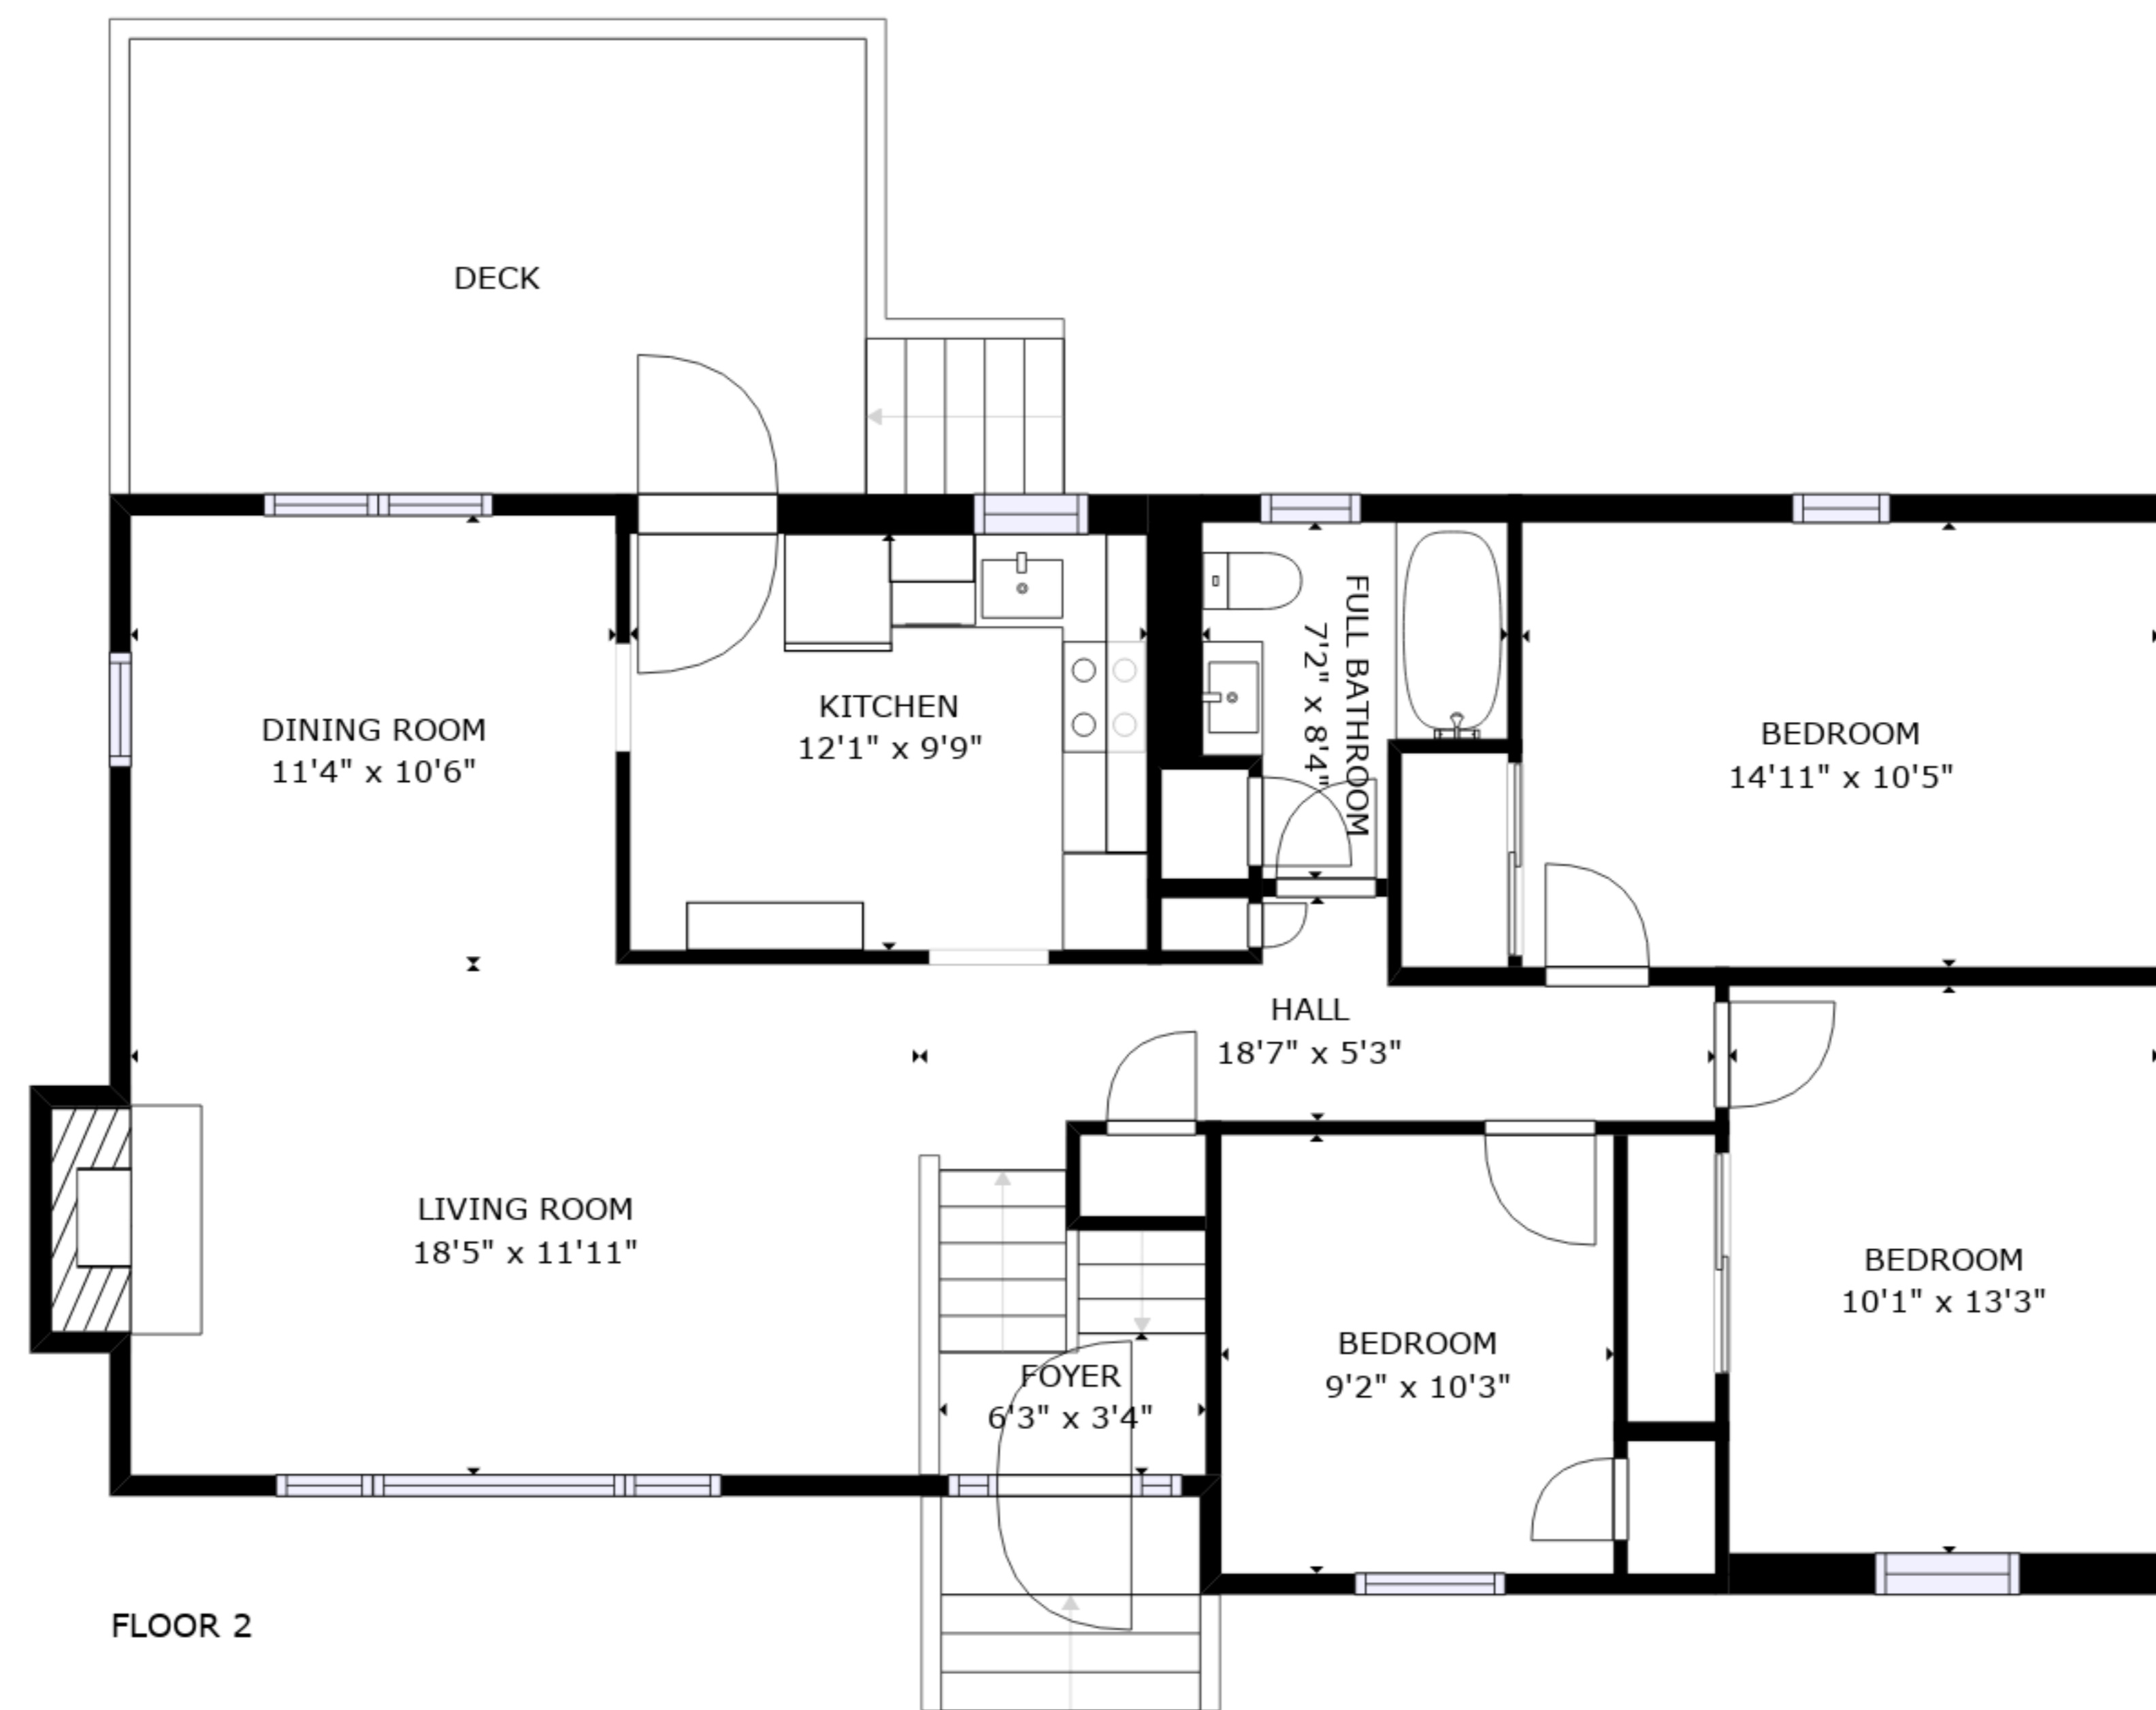 DECK
DINING ROOM
11'4" x 10'6"
KITCHEN
12'1" x 9'9"
FULL BATHROOM
7'2" x 8'4"
BEDROOM
14'11" x 10'5"
HALL
18'7" x 5'3"
LIVING ROOM
18'5" x 11'11"
FOYER
6'3" x 3'4"
BEDROOM
9'2" x 10'3"
BEDROOM
10'1" x 13'3"
FLOOR 2